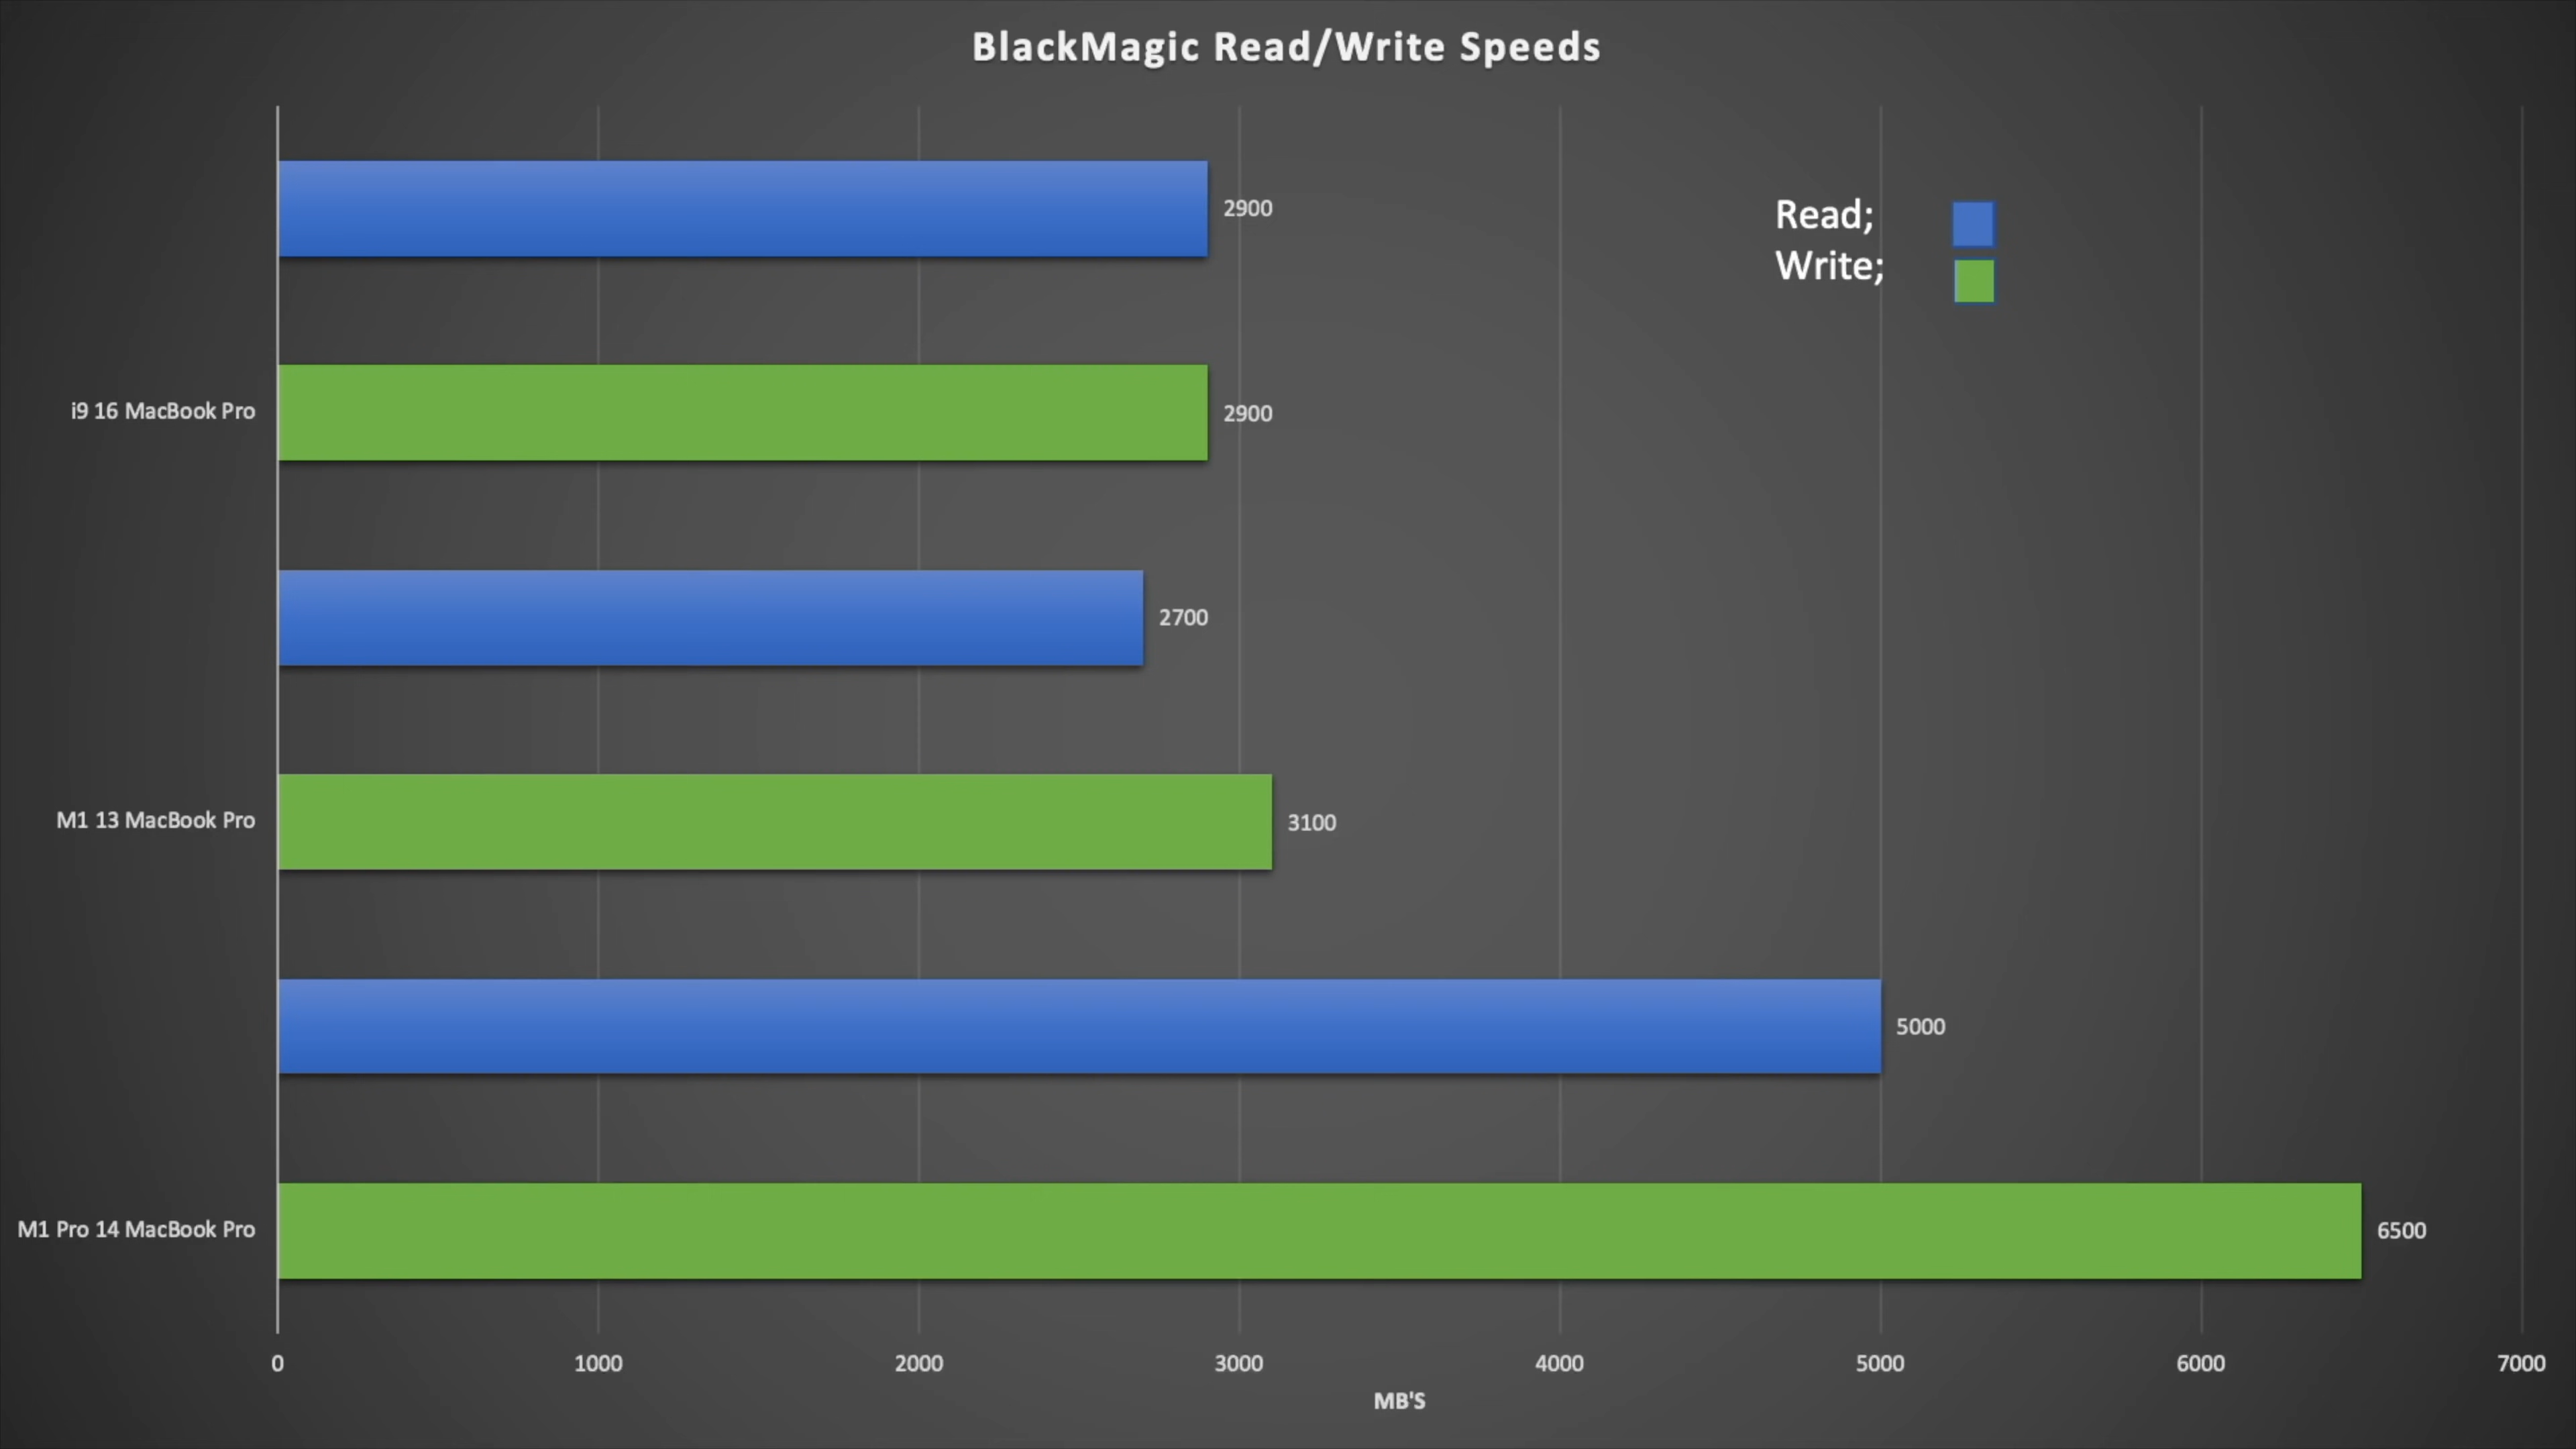 BlackMagic Read/Write Speeds
2900
Read;
Write;
i9 16 MacBook Pro
2900
2700
M1 13 MacBook Pro
3100
5000
M1 Pro 14 MacBook Pro
6500
0 1000 2000 3000 4000 5000 6000 7000
MB'S